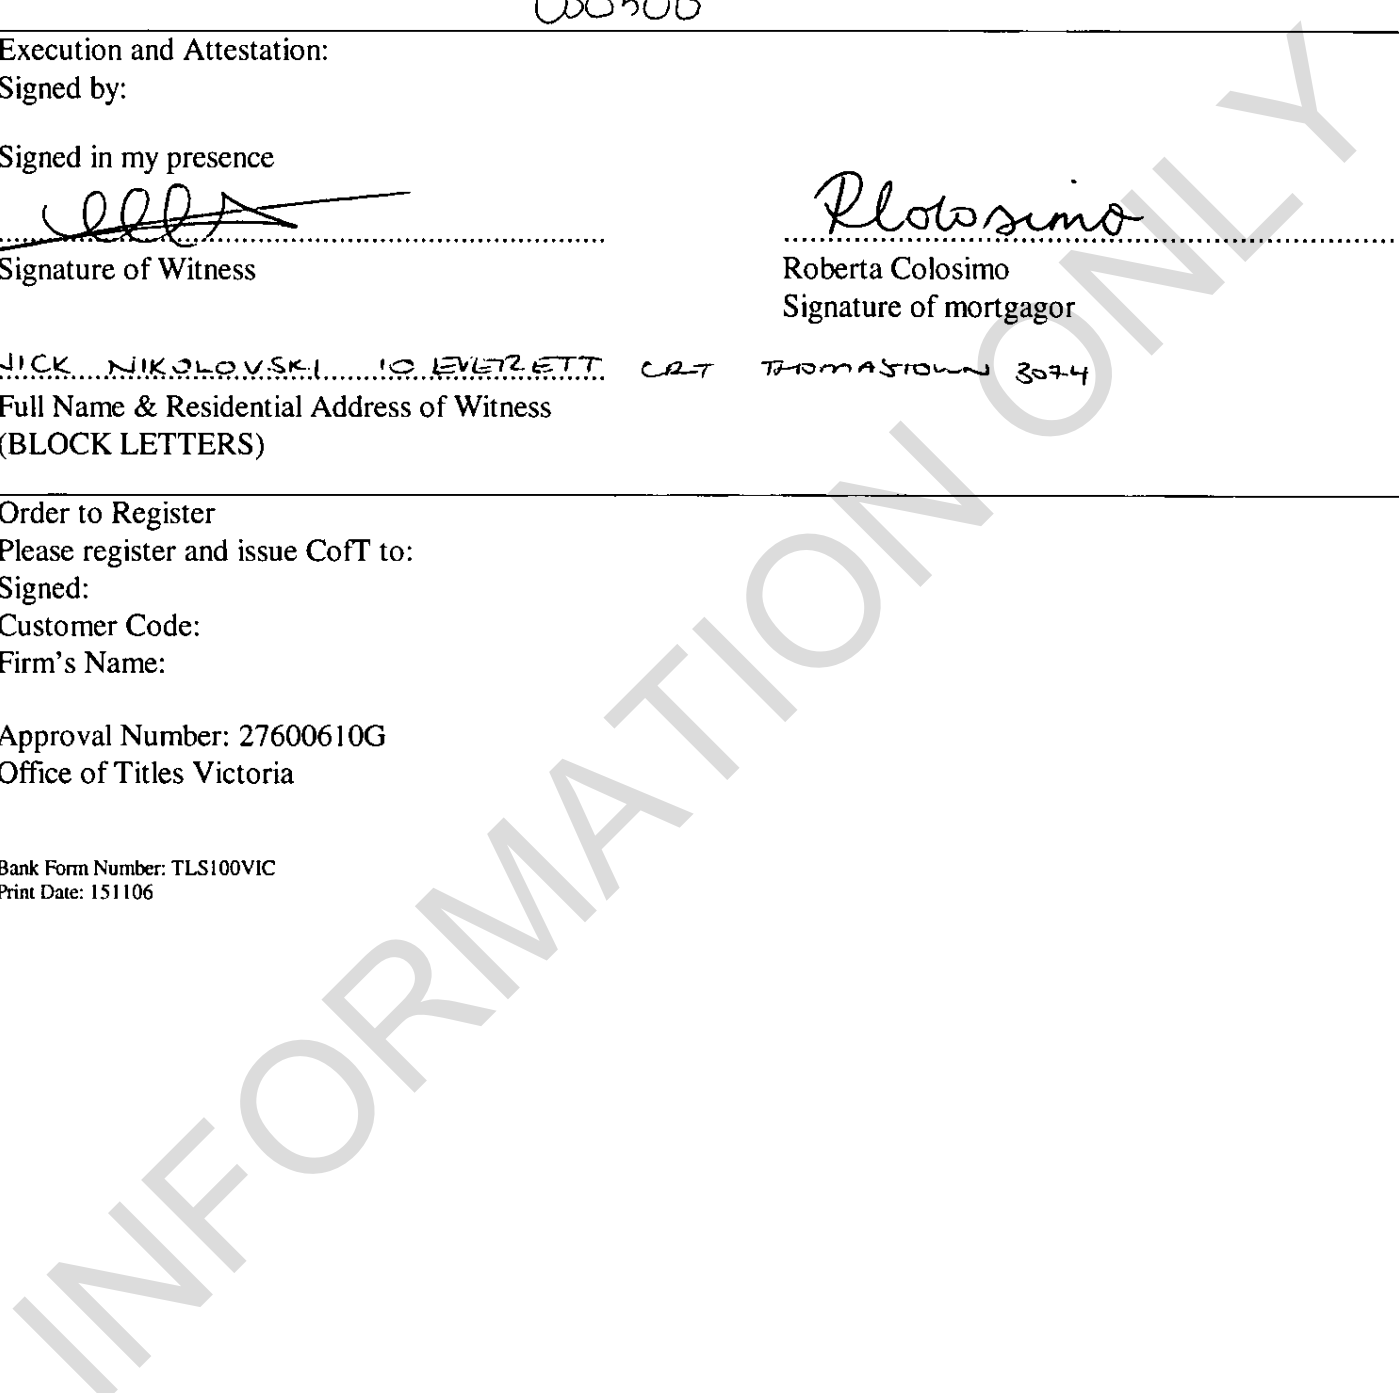 Execution and Attestation:
Signed by:
Signed in my presence
RColosimo
Signature of Witness
Roberta Colosimo
Signature of mortgagor
NICK NIKOLOVSKI 10 EVERETT CRT THOMASTOWN 3074
Full Name & Residential Address of Witness
(BLOCK LETTERS)
Order to Register
Please register and issue CofT to:
Signed:
Customer Code:
Firm's Name:
Approval Number: 27600610G
Office of Titles Victoria
Bank Form Number: TLS100VIC
Print Date: 151106
INFORMATION ONLY